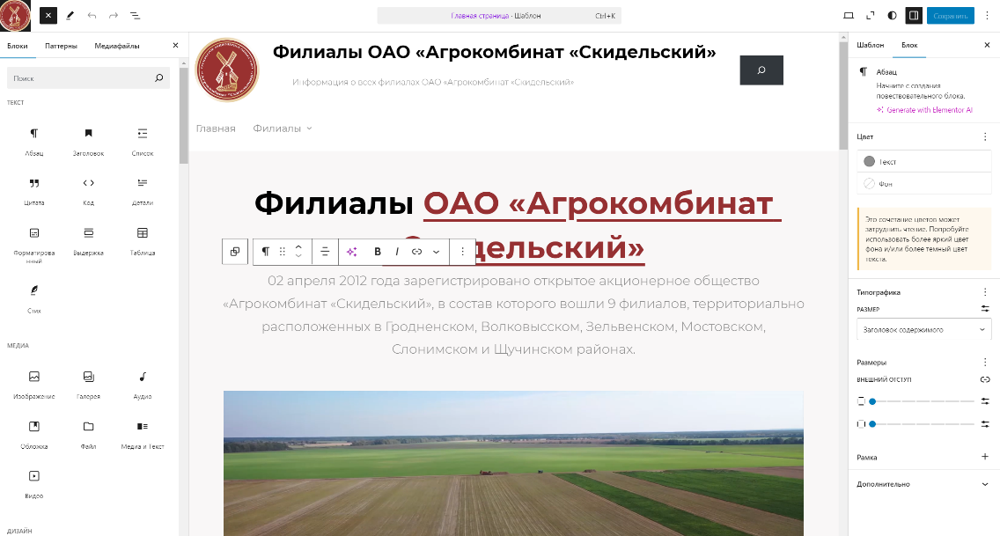 Главная страница · Шаблон
Ctrl+K
Сохранить
Блоки
Паттерны
Медиафайлы
Поиск
ТЕКСТ
Абзац
Заголовок
Список
Цитата
Код
Детали
Форматирова
нный
Выдержка
Таблица
Стих
МЕДИА
Изображение
Галерея
Аудио
Обложка
Файл
Медиа и Текст
Видео
ДИЗАЙН
Филиалы ОАО «Агрокомбинат «Скидельский»
Информация о всех филиалах ОАО «Агрокомбинат «Скидельский»
Главная
Филиалы
Филиалы ОАО «Агрокомбинат
дельский»
B
I
02 апреля 2012 года зарегистрировано открытое акционерное общество
«Агрокомбинат «Скидельский», в состав которого вошли 9 филиалов, территориально
расположенных в Гродненском, Волковысском, Зельвенском, Мостовском,
Слонимском и Щучинском районах.
Шаблон
Блок
Абзац
Начните с создания
повествовательного блока.
Generate with Elementor AI
Цвет
Текст
Фон
Это сочетание цветов может
затруднить чтение. Попробуйте
использовать более яркий цвет
фона и/или более темный цвет
текста.
Типографика
РАЗМЕР
Заголовок содержимого
Размеры
ВНЕШНИЙ ОТСТУП
Рамка
Дополнительно